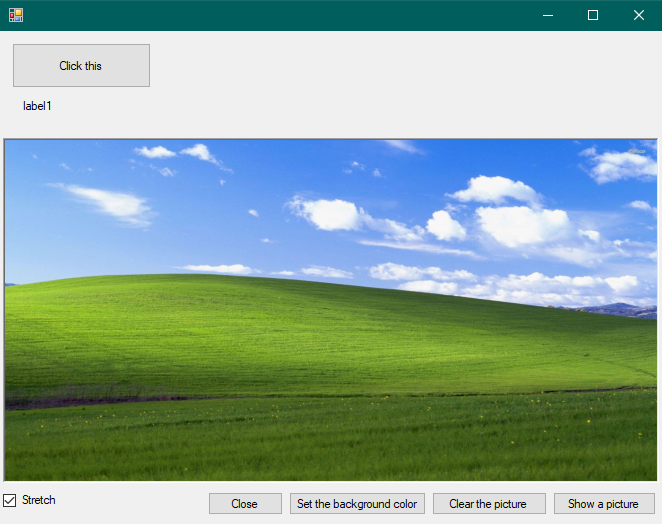 Click this
label1
Stretch
Close
Set the background color
Clear the picture
Show a picture